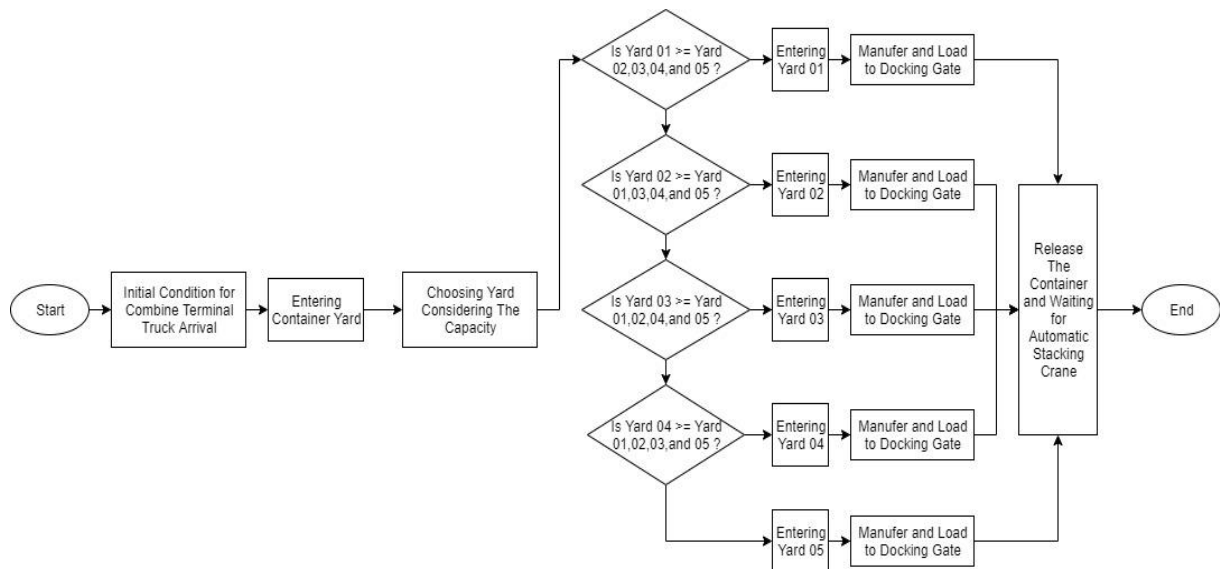 Start
Initial Condition for
Combine Terminal
Truck Arrival
Entering
Container Yard
Choosing Yard
Considering The
Capacity
Is Yard 01 >= Yard
02,03,04,and 05 ?
Entering
Yard 01
Manufer and Load
to Docking Gate
Is Yard 02 >= Yard
01,03,04,and 05 ?
Entering
Yard 02
Manufer and Load
to Docking Gate
Is Yard 03 >= Yard
01,02,04,and 05 ?
Entering
Yard 03
Manufer and Load
to Docking Gate
Is Yard 04 >= Yard
01,02,03,and 05 ?
Entering
Yard 04
Manufer and Load
to Docking Gate
Entering
Yard 05
Manufer and Load
to Docking Gate
Release
The
Container
and Waiting
for
Automatic
Stacking
Crane
End